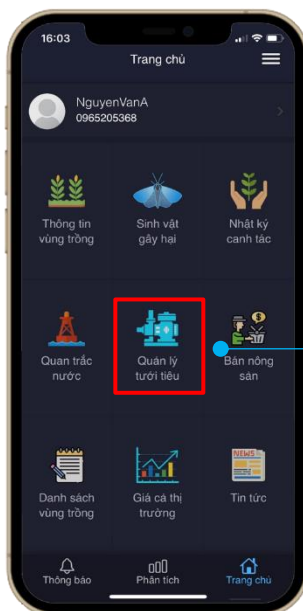 16:03
Trang chủ
NguyenVanA
0965205368
Thông tin
vùng trồng
Sinh vật
gây hại
Nhật ký
canh tác
Quan trắc
nước
Quản lý
tưới tiêu
Bán nông
sản
Danh sách
vùng trồng
Giá cả thị
trường
NEWS
Tin tức
Thông báo
Phân tích
Trang chủ